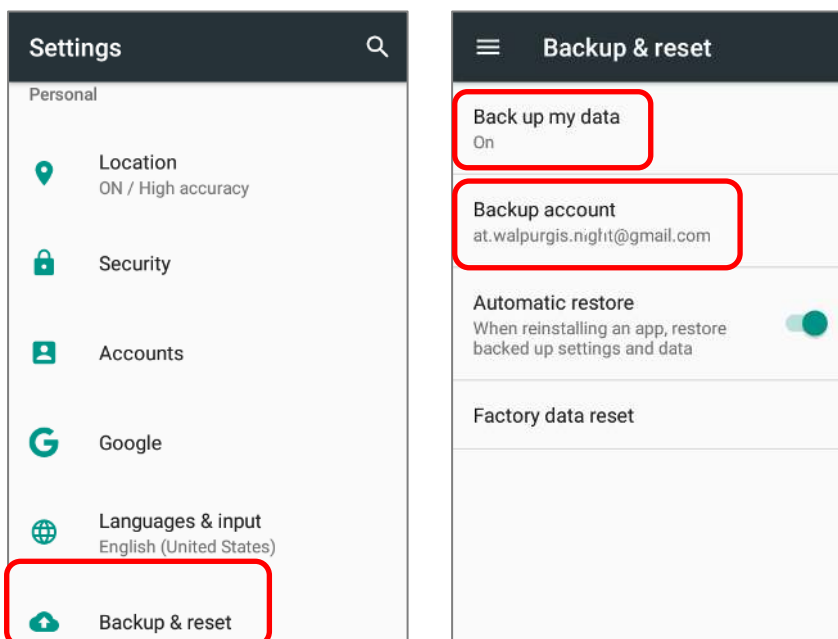 Settings
Personal
Location
ON / High accuracy
Security
Accounts
Google
Languages & input
English (United States)
Backup & reset
Backup & reset
Back up my data
On
Backup account
at.walpurgis.night@gmail.com
Automatic restore
When reinstalling an app, restore
backed up settings and data
Factory data reset